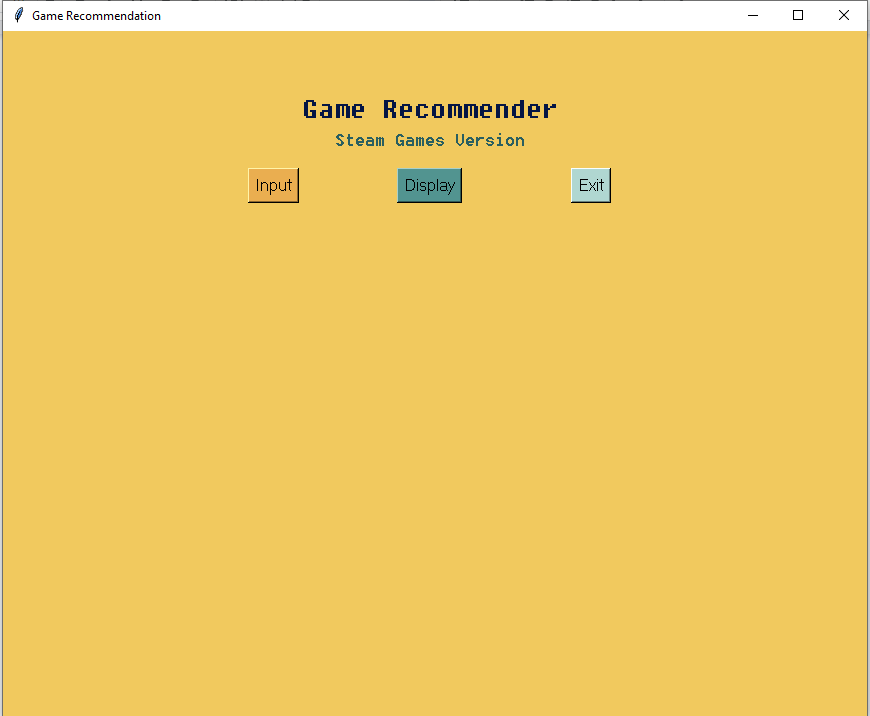 Game Recommendation
Game Recommender
Steam Games Version
Input Display Exit